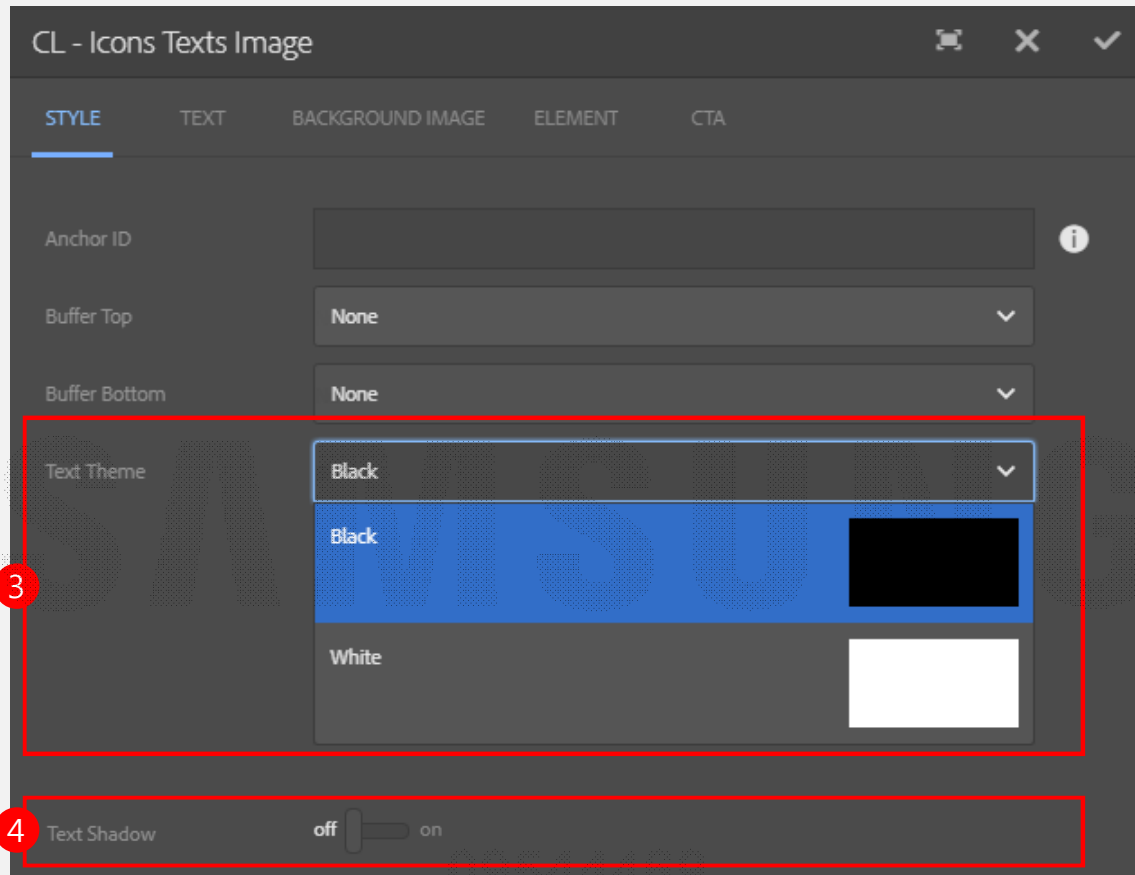 CL - Icons Texts Image
STYLE TEXT BACKGROUND IMAGE ELEMENT CTA
Anchor ID
Buffer Top None
Buffer Bottom None
Text Theme Black
SAMSUNG
3
Black
White
4 Text Shadow off on